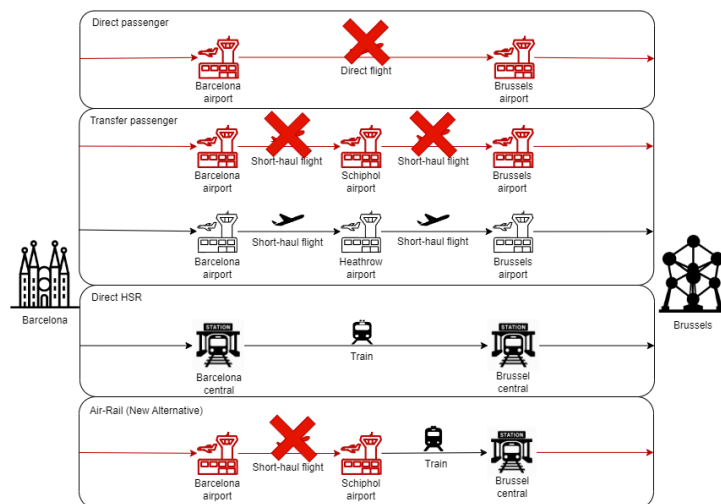 Direct passenger
Barcelona
airport
Direct flight
Brussels
airport
Transfer passenger
Barcelona
airport
Short-haul flight
Schiphol
airport
Short-haul flight
Brussels
airport
Barcelona
airport
Short-haul flight
Heathrow
airport
Short-haul flight
Brussels
airport
Barcelona
Brussels
Direct HSR
STATION
Barcelona
central
Train
STATION
Brussel
central
Air-Rail (New Alternative)
Barcelona
airport
Short-haul flight
Schiphol
airport
Train
STATION
Brussel
central